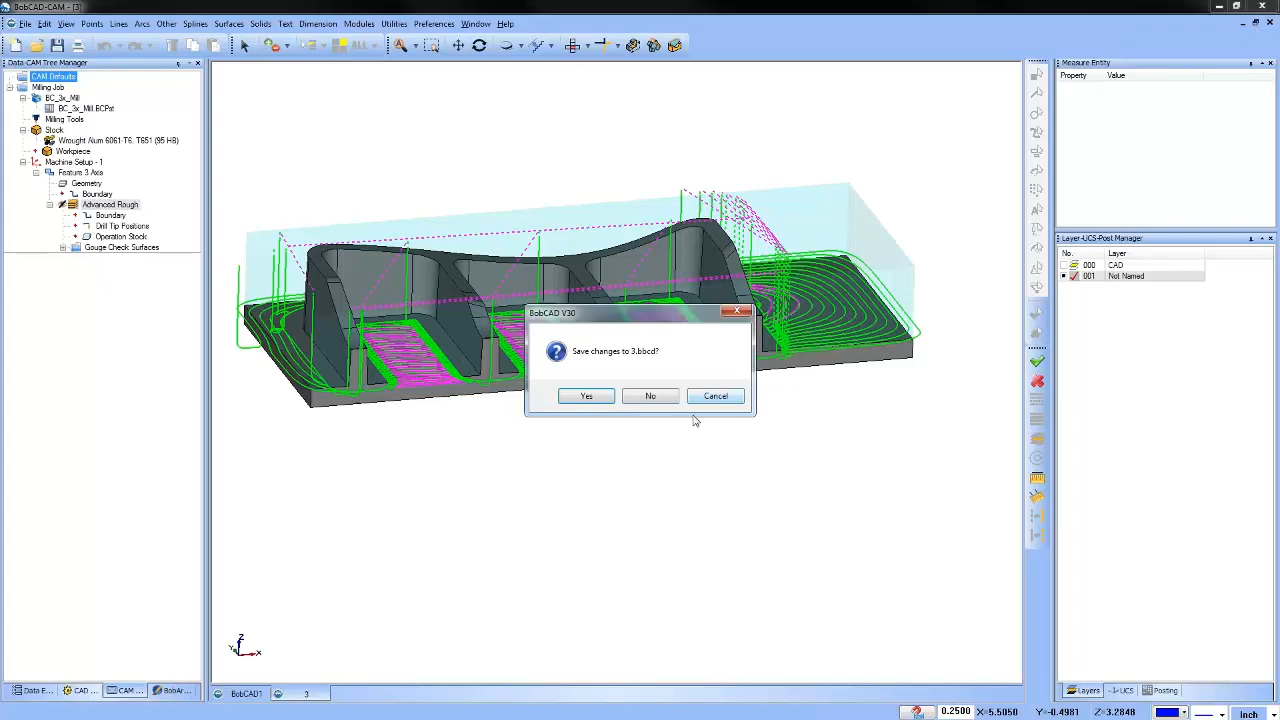 BobCAD-CAM - [3]
File Edit View Points Lines Arcs Other Splines Surfaces Solids Text Dimension Modules Utilities Preferences Window Help
ALL
Data-CAM Tree Manager
CAM Defaults
Milling Job
BC_3x_Mill
BC_3x_Mill.BCPst
Milling Tools
Stock
Wrought Alum 6061-T6, T651 (95 HB)
Workpiece
Machine Setup - 1
Feature 3 Axis
Geometry
Boundary
Advanced Rough
Boundary
Drill Tip Positions
Operation Stock
Gouge Check Surfaces
BobCAD V30
Save changes to 3.bbcd?
Yes No Cancel
Measure Entity
Property Value
Layer-UCS-Post Manager
No. Layer
000 CAD
001 Not Named
Z
Y X
Data E... CAD ... CAM ... BobAr...
BobCAD1 3
Layers UCS Posting
0.2500 X=5.5050 Y=-0.4981 Z=3.2848 Inch